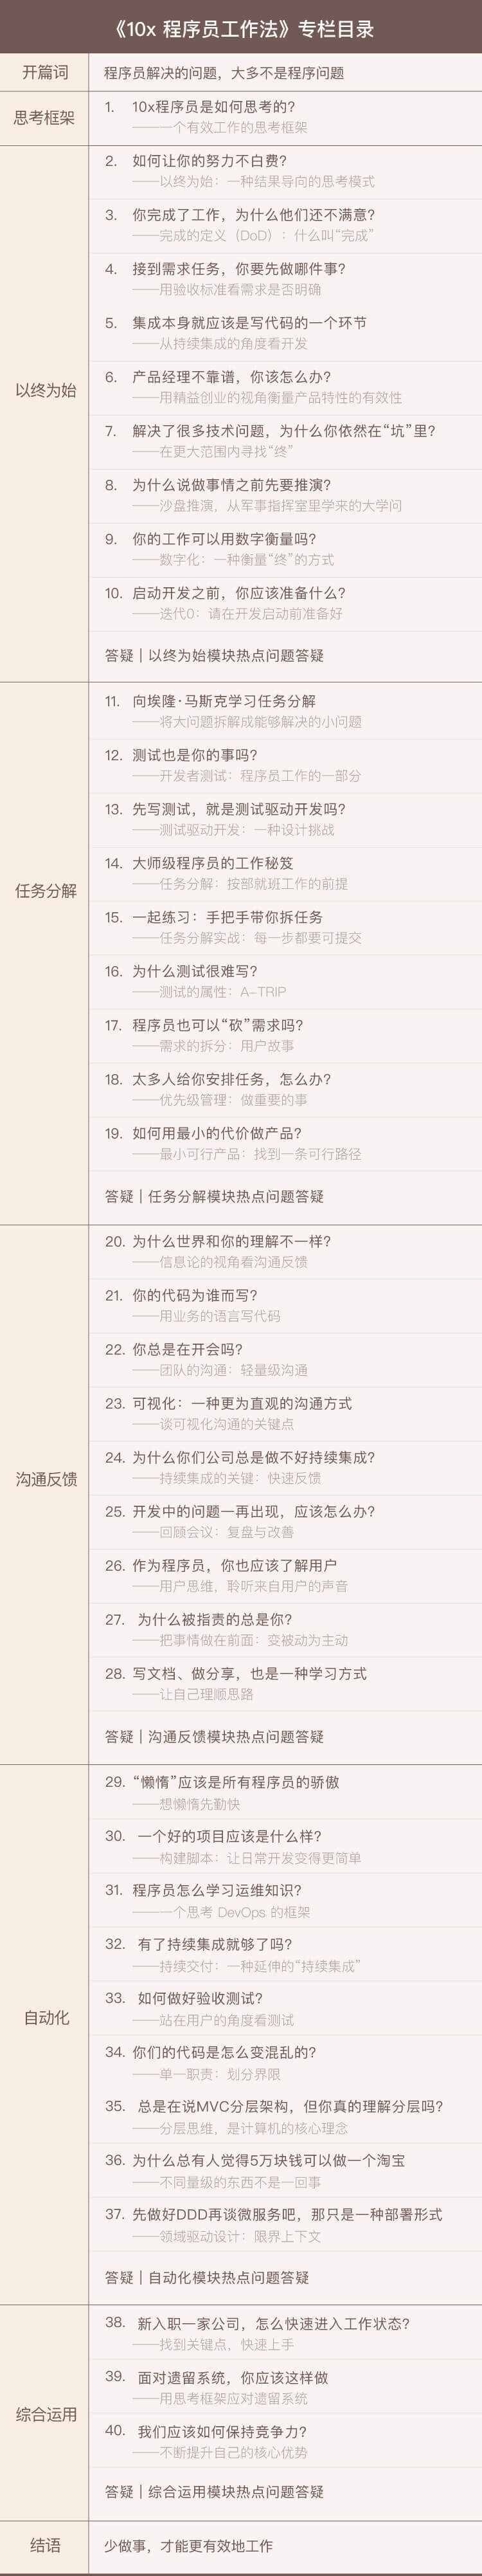 《10x 程序员工作法》专栏目录
开篇词
程序员解决的问题，大多不是程序问题
思考框架
1. 10x程序员是如何思考的？
——一个有效工作的思考框架
以终为始
2. 如何让你的努力不白费？
——以终为始：一种结果导向的思考模式
3. 你完成了工作，为什么他们还不满意？
——完成的定义（DoD）：什么叫“完成”
4. 接到需求任务，你要先做哪件事？
——用验收标准看需求是否明确
5. 集成本身就应该是写代码的一个环节
——从持续集成的角度看开发
6. 产品经理不靠谱，你该怎么办？
——用精益创业的视角衡量产品特性的有效性
7. 解决了很多技术问题，为什么你依然在“坑”里？
——在更大范围内寻找“终”
8. 为什么说做事情之前先要推演？
——沙盘推演，从军事指挥室里学来的大学问
9. 你的工作可以用数字衡量吗？
——数字化：一种衡量“终”的方式
10. 启动开发之前，你应该准备什么？
——迭代0：请在开发启动前准备好
答疑 | 以终为始模块热点问题答疑
任务分解
11. 向埃隆·马斯克学习任务分解
——将大问题拆解成能够解决的小问题
12. 测试也是你的事吗？
——开发者测试：程序员工作的一部分
13. 先写测试，就是测试驱动开发吗？
——测试驱动开发：一种设计挑战
14. 大师级程序员的工作秘笈
——任务分解：按部就班工作的前提
15. 一起练习：手把手带你拆任务
——任务分解实战：每一步都要可提交
16. 为什么测试很难写？
——测试的属性：A-TRIP
17. 程序员也可以“砍”需求吗？
——需求的拆分：用户故事
18. 太多人给你安排任务，怎么办？
——优先级管理：做重要的事
19. 如何用最小的代价做产品？
——最小可行产品：找到一条可行路径
答疑 | 任务分解模块热点问题答疑
沟通反馈
20. 为什么世界和你的理解不一样？
——信息论的视角看沟通反馈
21. 你的代码为谁而写？
——用业务的语言写代码
22. 你总是在开会吗？
——团队的沟通：轻量级沟通
23. 可视化：一种更为直观的沟通方式
——谈可视化沟通的关键点
24. 为什么你们公司总是做不好持续集成？
——持续集成的关键：快速反馈
25. 开发中的问题一再出现，应该怎么办？
——回顾会议：复盘与改善
26. 作为程序员，你也应该了解用户
——用户思维，聆听来自用户的声音
27. 为什么被指责的总是你？
——把事情做在前面：变被动为主动
28. 写文档、做分享，也是一种学习方式
——让自己理顺思路
答疑 | 沟通反馈模块热点问题答疑
自动化
29. “懒惰”应该是所有程序员的骄傲
——想懒惰先勤快
30. 一个好的项目应该是什么样？
——构建脚本：让日常开发变得更简单
31. 程序员怎么学习运维知识？
——一个思考 DevOps 的框架
32. 有了持续集成就够了吗？
——持续交付：一种延伸的“持续集成”
33. 如何做好验收测试？
——站在用户的角度看测试
34. 你们的代码是怎么变混乱的？
——单一职责：划分界限
35. 总是在说MVC分层架构，但你真的理解分层吗？
——分层思维，是计算机的核心理念
36. 为什么总有人觉得5万块钱可以做一个淘宝
——不同量级的东西不是一回事
37. 先做好DDD再谈微服务吧，那只是一种部署形式
——领域驱动设计：限界上下文
答疑 | 自动化模块热点问题答疑
综合运用
38. 新入职一家公司，怎么快速进入工作状态？
——找到关键点，快速上手
39. 面对遗留系统，你应该这样做
——用思考框架应对遗留系统
40. 我们应该如何保持竞争力？
——不断提升自己的核心优势
答疑 | 综合运用模块热点问题答疑
结语
少做事，才能更有效地工作